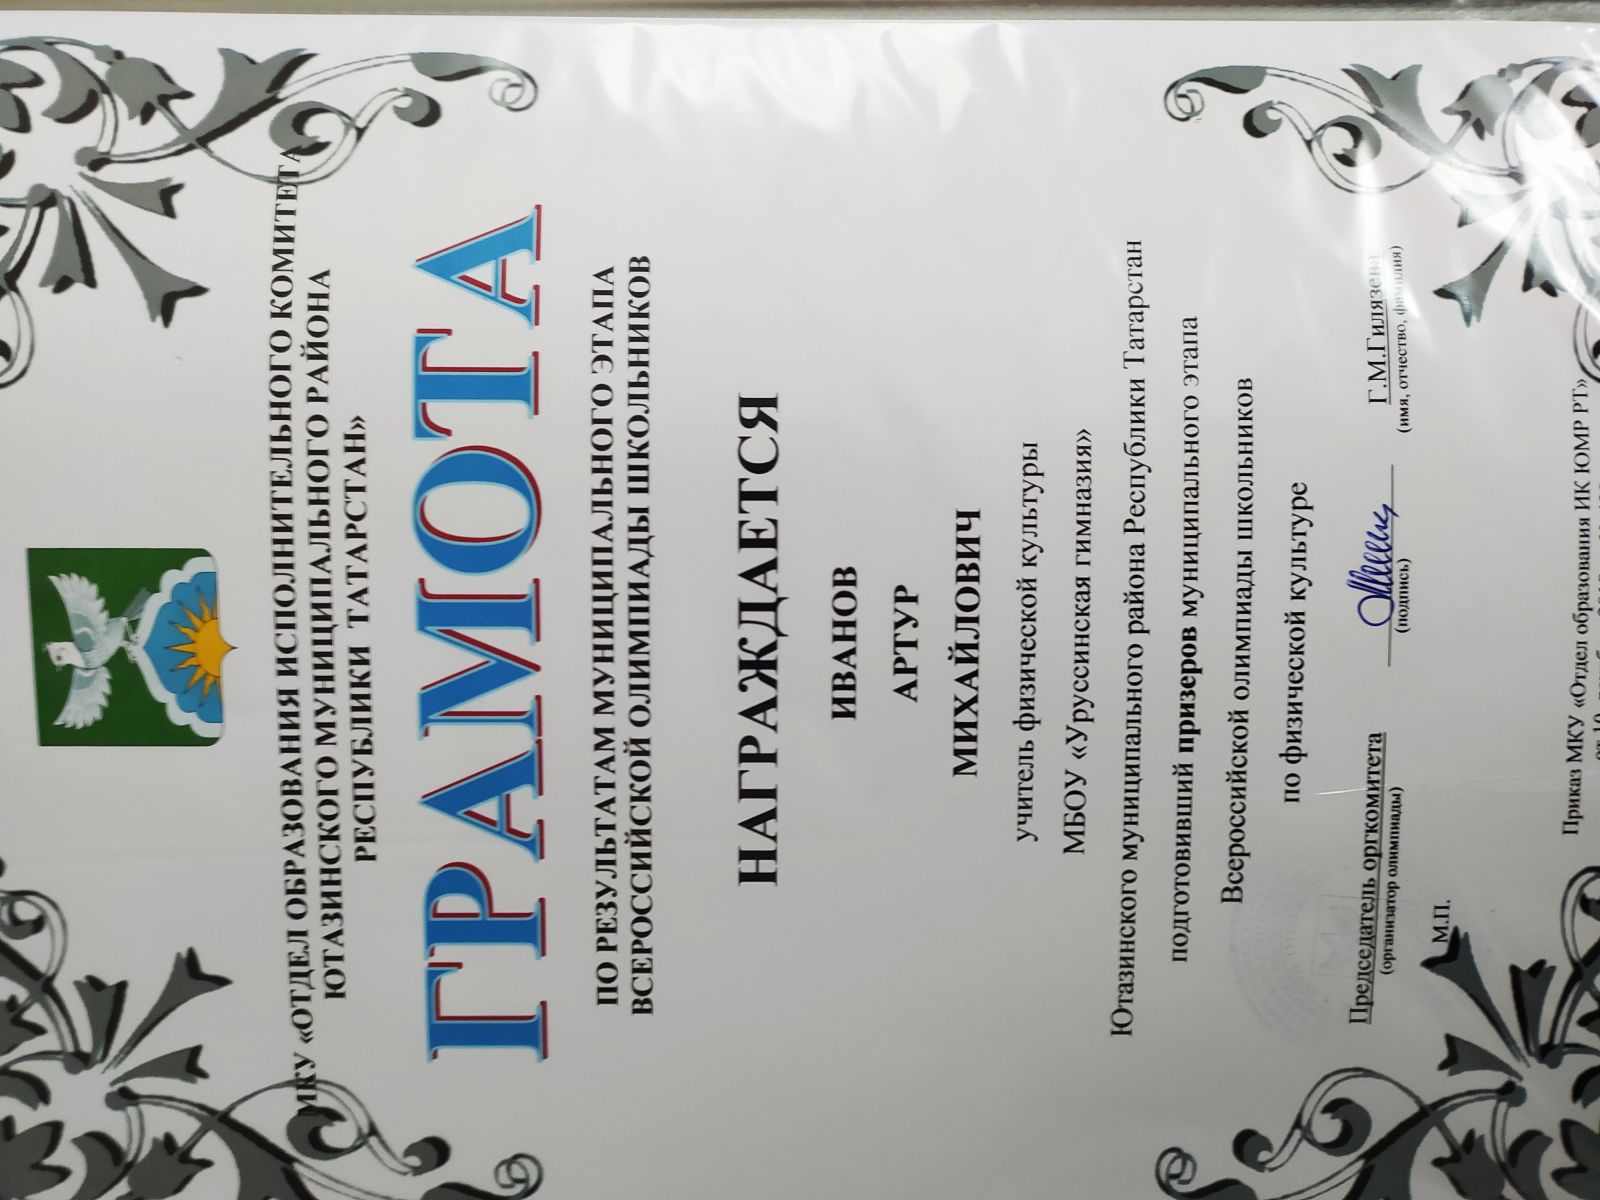 МКУ «ОТДЕЛ ОБРАЗОВАНИЯ ИСПОЛНИТЕЛЬНОГО КОМИТЕТА
ЮТАЗИНСКОГО МУНИЦИПАЛЬНОГО РАЙОНА
РЕСПУБЛИКИ ТАТАРСТАН»
ГРАМОТА
ПО РЕЗУЛЬТАТАМ МУНИЦИПАЛЬНОГО ЭТАПА
ВСЕРОССИЙСКОЙ ОЛИМПИАДЫ ШКОЛЬНИКОВ
НАГРАЖДАЕТСЯ
ИВАНОВ
АРТУР
МИХАЙЛОВИЧ
учитель физической культуры
МБОУ «Уруссинская гимназия»
Ютазинского муниципального района Республики Татарстан
подготовивший призеров муниципального этапа
Всероссийской олимпиады школьников
по физической культуре
Председатель оргкомитета Г.М.Гилязева
(организатор олимпиады) (подпись) (имя, отчество, фамилия)
М.П.
Приказ МКУ «Отдел образования ИК ЮМР РТ»